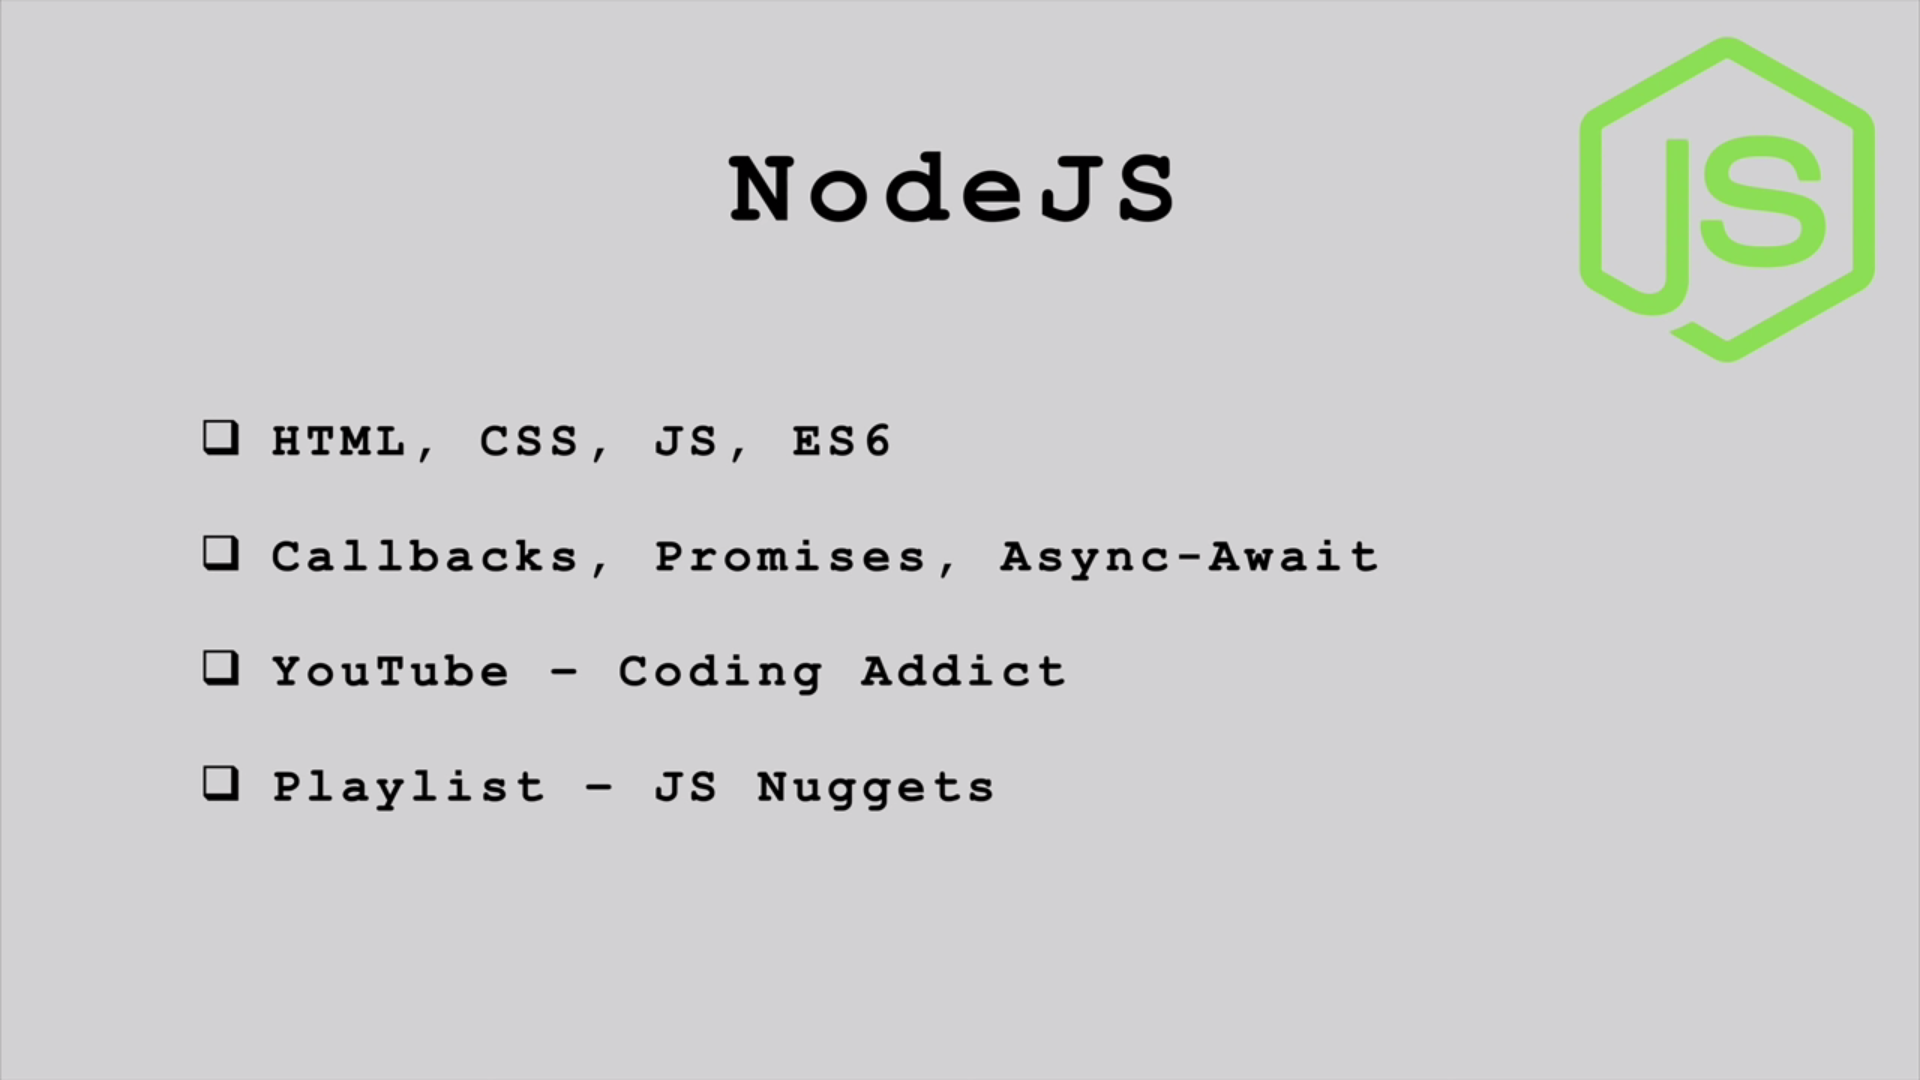 NodeJS
JS
❑ HTML, CSS, JS, ES6
❑ Callbacks, Promises, Async-Await
❑ YouTube - Coding Addict
❑ Playlist - JS Nuggets